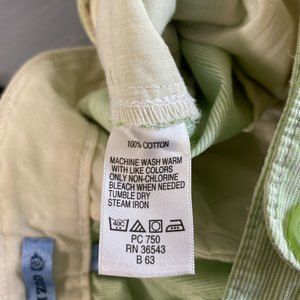 100% COTTON
MACHINE WASH WARM
WITH LIKE COLORS
ONLY NON-CHLORINE
BLEACH WHEN NEEDED
TUMBLE DRY
STEAM IRON
40C
PC 750
RN 36543
B 63